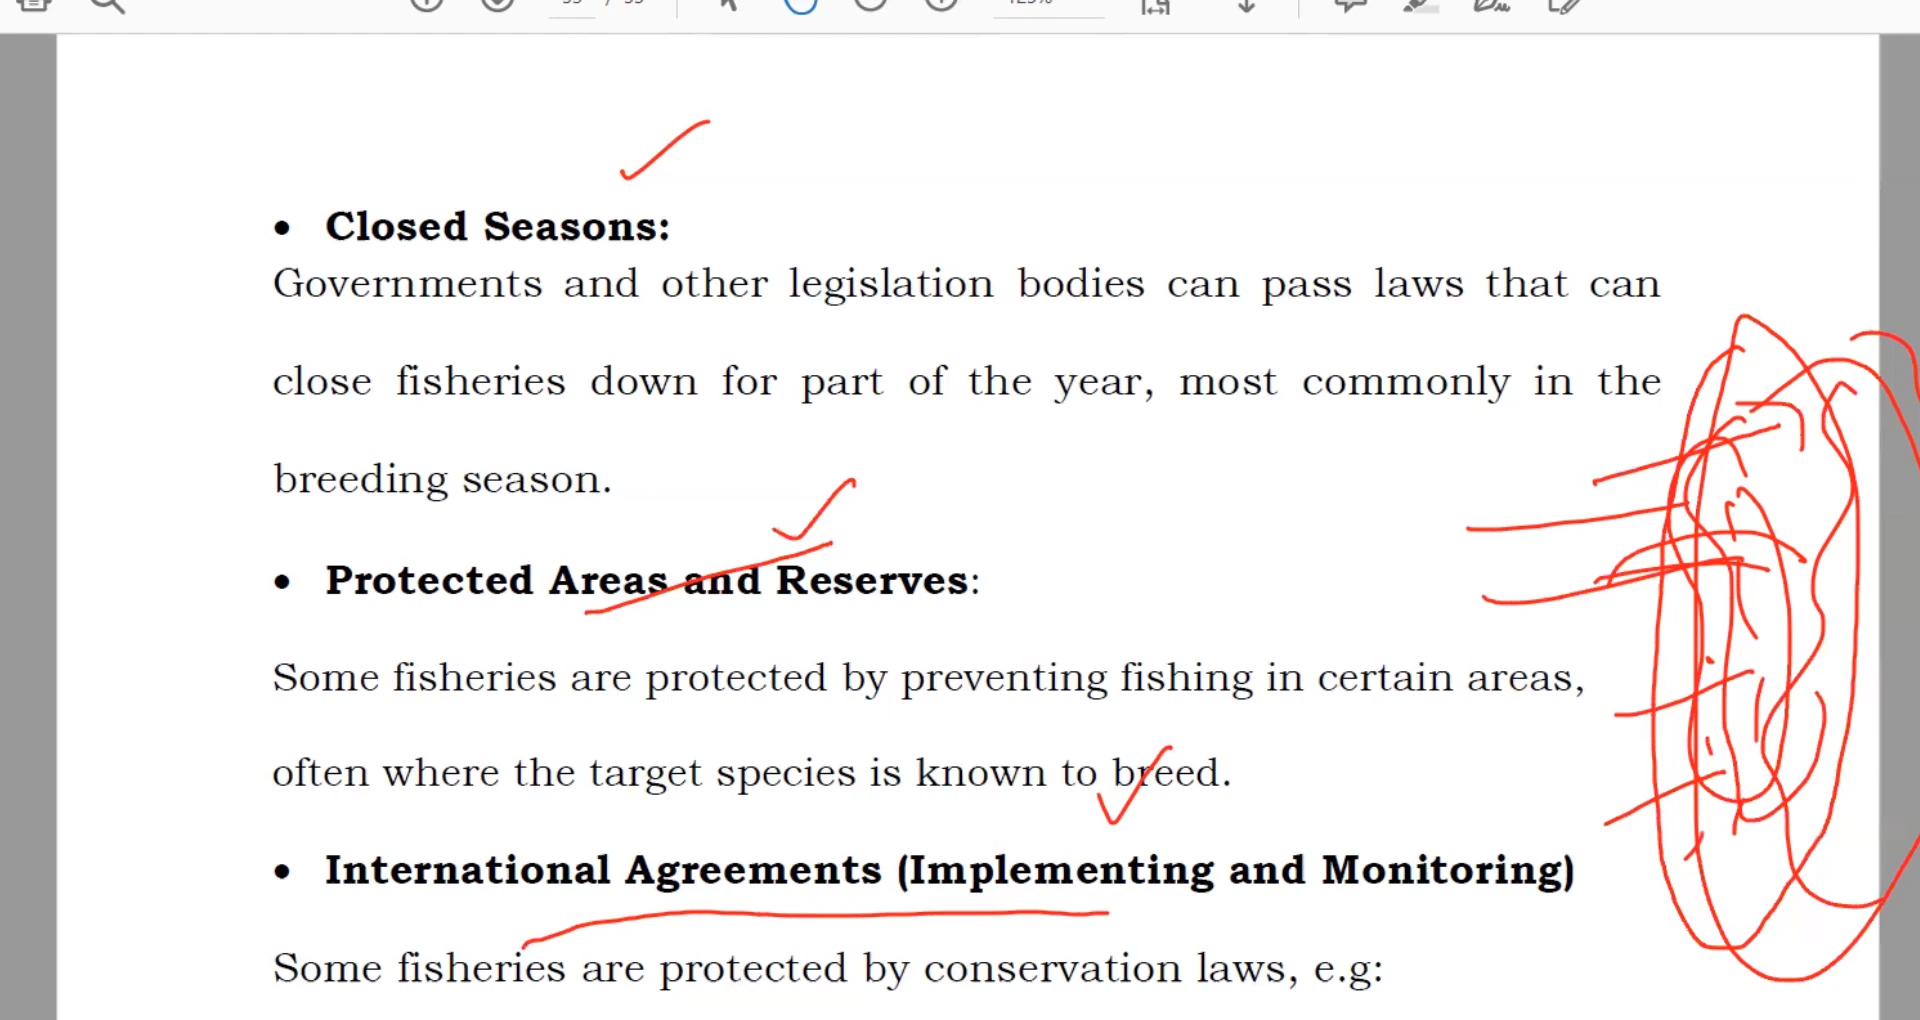 • Closed Seasons:
Governments and other legislation bodies can pass laws that can
close fisheries down for part of the year, most commonly in the
breeding season.
• Protected Areas and Reserves:
Some fisheries are protected by preventing fishing in certain areas,
often where the target species is known to breed.
• International Agreements (Implementing and Monitoring)
Some fisheries are protected by conservation laws, e.g: